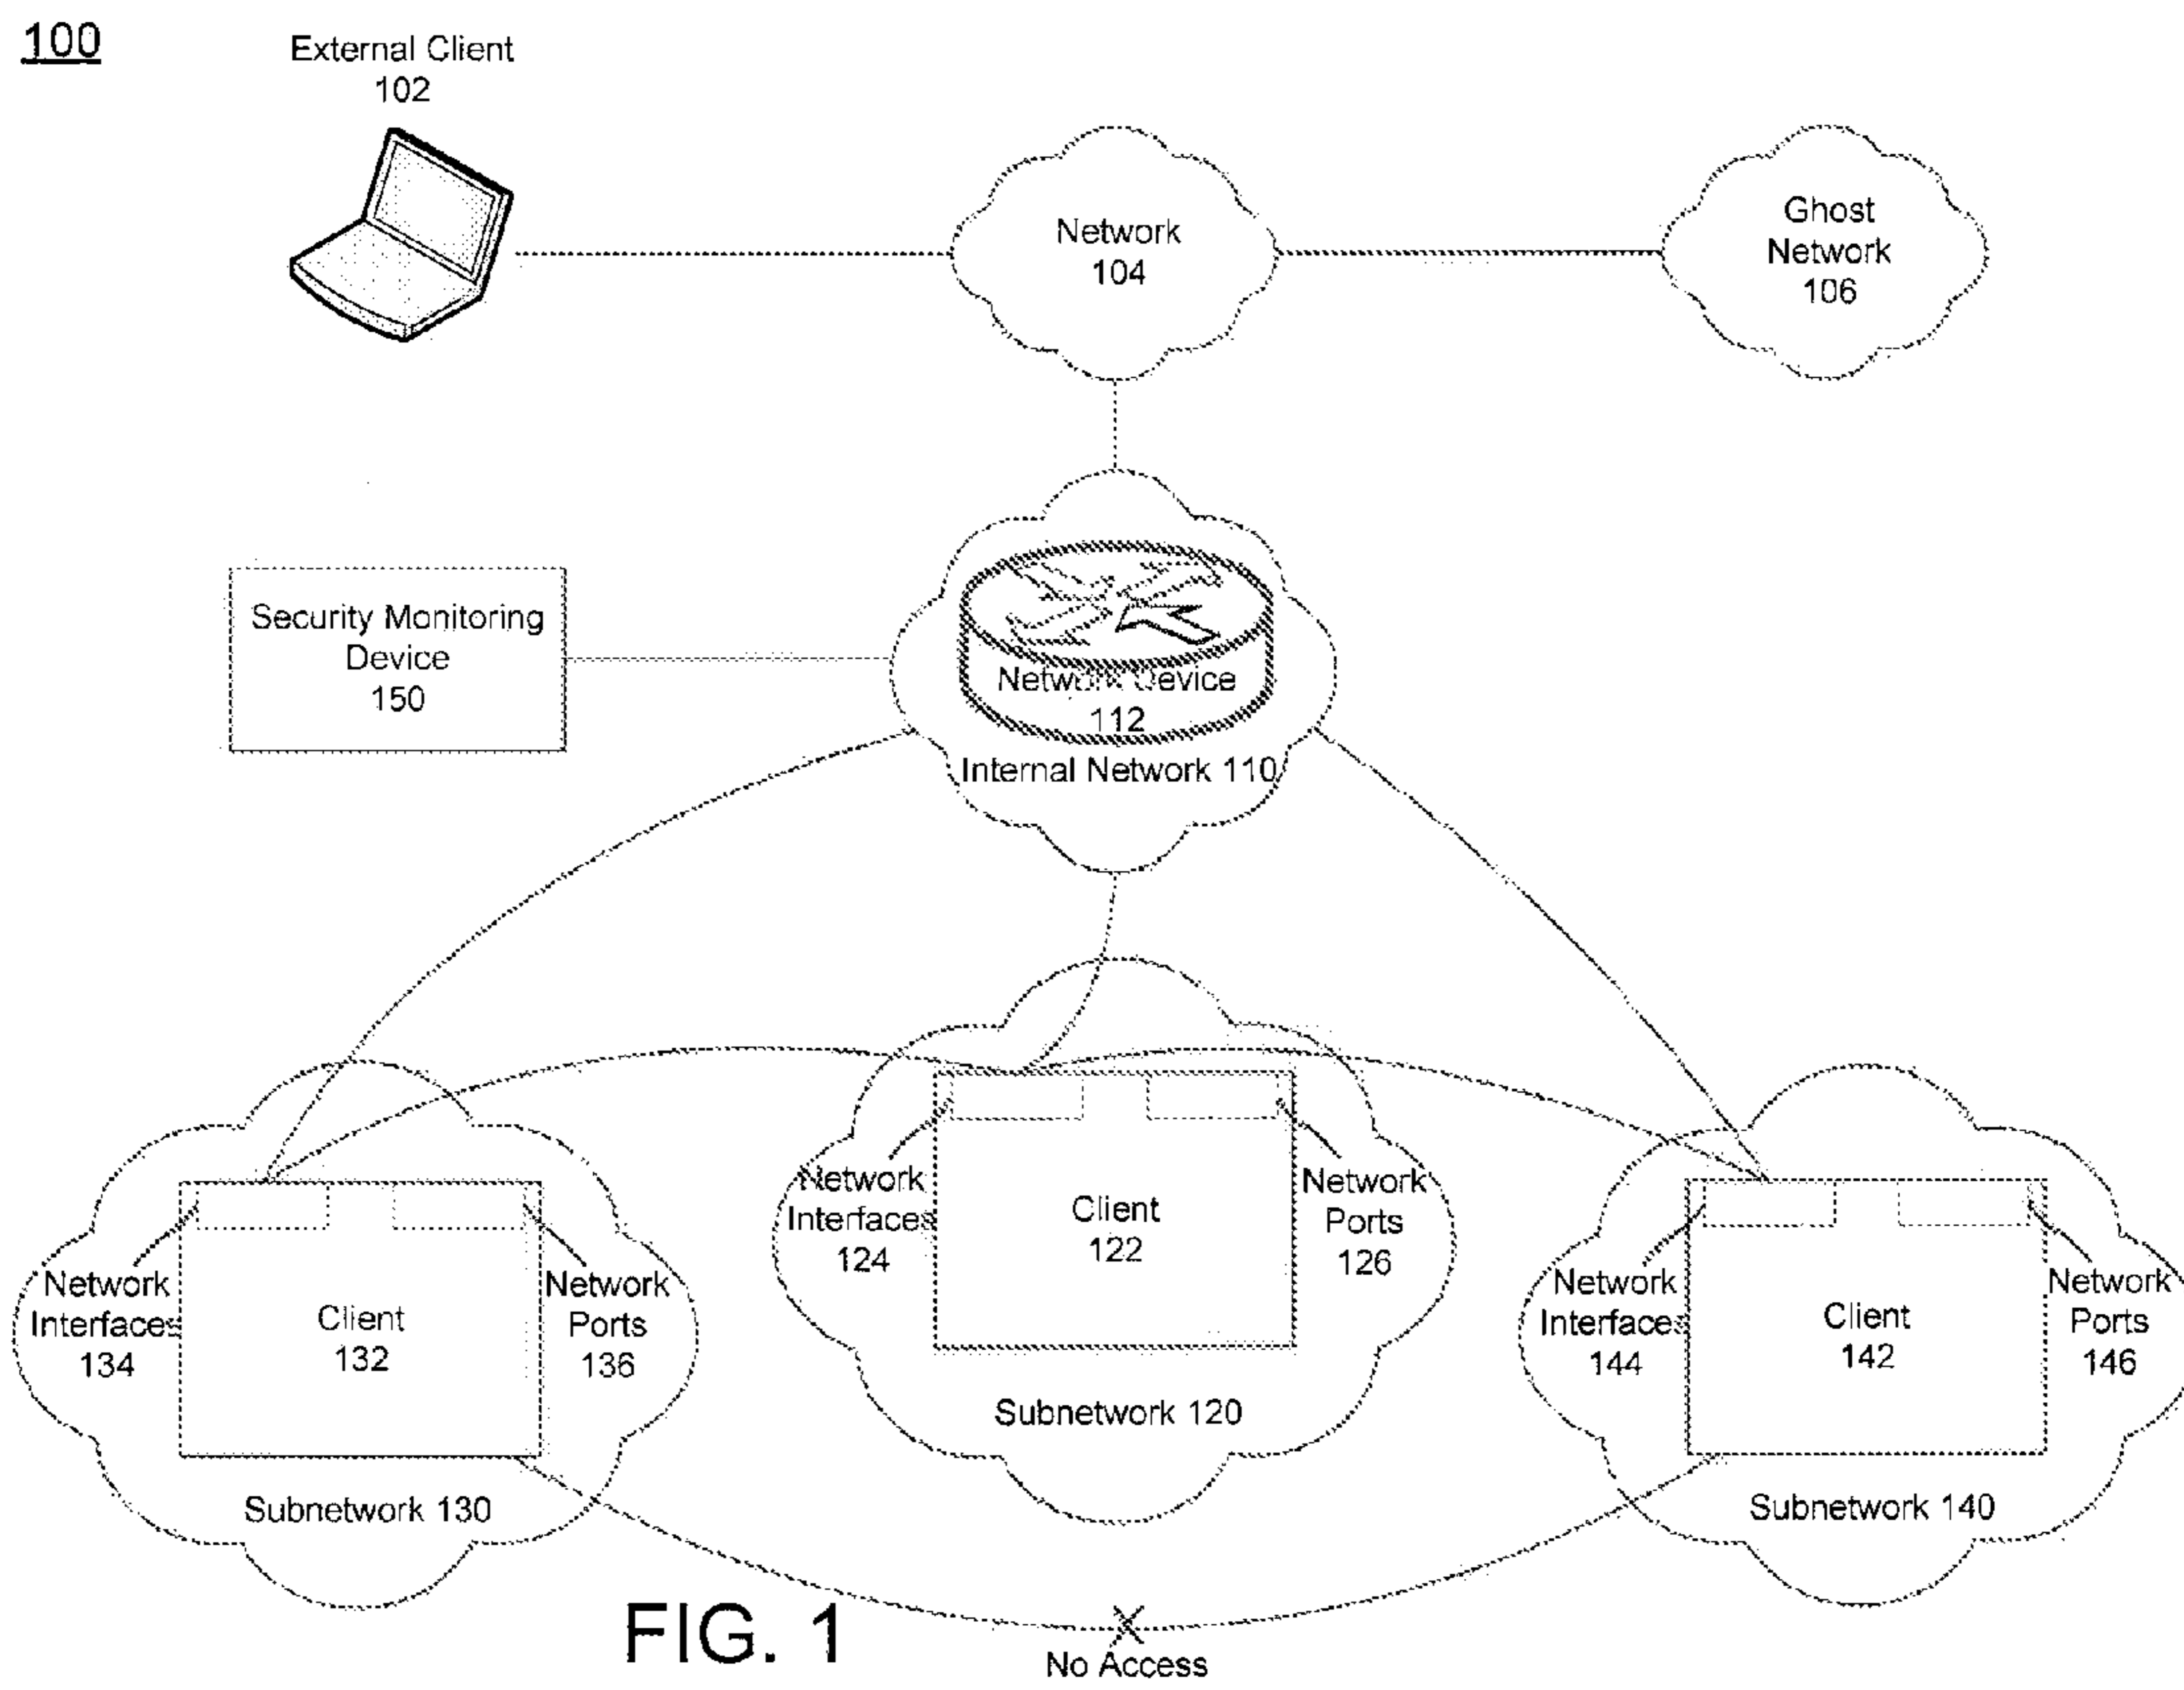 100
External Client
102
Network
104
Ghost
Network
106
Security Monitoring
Device
150
Network Device
112
Internal Network 110
Network
Interfaces
124
Client
122
Network
Ports
126
Subnetwork 120
Network
Interfaces
134
Client
132
Network
Ports
136
Subnetwork 130
Network
Interfaces
144
Client
142
Network
Ports
146
Subnetwork 140
FIG. 1
No Access